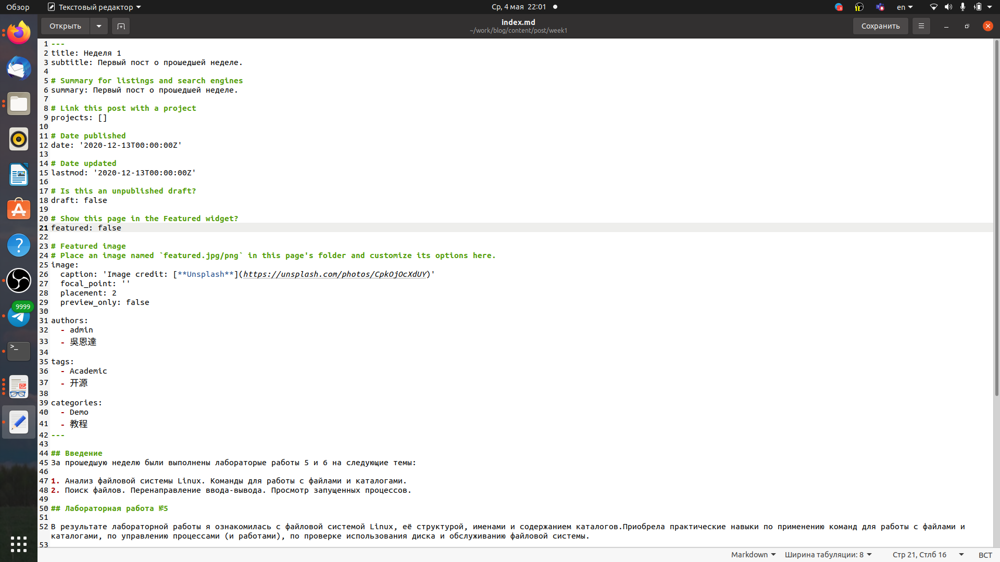 Обзор
Текстовый редактор
Ср, 4 мая 22:01
en
Открыть
index.md
~/work/blog/content/post/week1
Сохранить
1 ---
2 title: Неделя 1
3 subtitle: Первый пост о прошедшей неделе.
4
5 # Summary for listings and search engines
6 summary: Первый пост о прошедшей неделе.
7
8 # Link this post with a project
9 projects: []
10
11 # Date published
12 date: '2020-12-13T00:00:00Z'
13
14 # Date updated
15 lastmod: '2020-12-13T00:00:00Z'
16
17 # Is this an unpublished draft?
18 draft: false
19
20 # Show this page in the Featured widget?
21 featured: false
22
23 # Featured image
24 # Place an image named `featured.jpg/png` in this page's folder and customize its options here.
25 image:
26   caption: 'Image credit: [**Unsplash**](https://unsplash.com/photos/CpkOjOcXdUY)'
27   focal_point: ''
28   placement: 2
29   preview_only: false
30
31 authors:
32   - admin
33   - 吳恩達
34
35 tags:
36   - Academic
37   - 开源
38
39 categories:
40   - Demo
41   - 教程
42 ---
43
44 ## Введение
45 За прошедшую неделю были выполнены лабораторые работы 5 и 6 на следующие темы:
46
47 1. Анализ файловой системы Linux. Команды для работы с файлами и каталогами.
48 2. Поиск файлов. Перенаправление ввода-вывода. Просмотр запущенных процессов.
49
50 ## Лабораторная работа №5
51
52 В результате лабораторной работы я ознакомилась с файловой системой Linux, её структурой, именами и содержанием каталогов.Приобрела практические навыки по применению команд для работы с файлами и
каталогами, по управлению процессами (и работами), по проверке использования диска и обслуживанию файловой системы.
53
9999
Markdown
Ширина табуляции: 8
Стр 21, Стлб 16
ВСТ